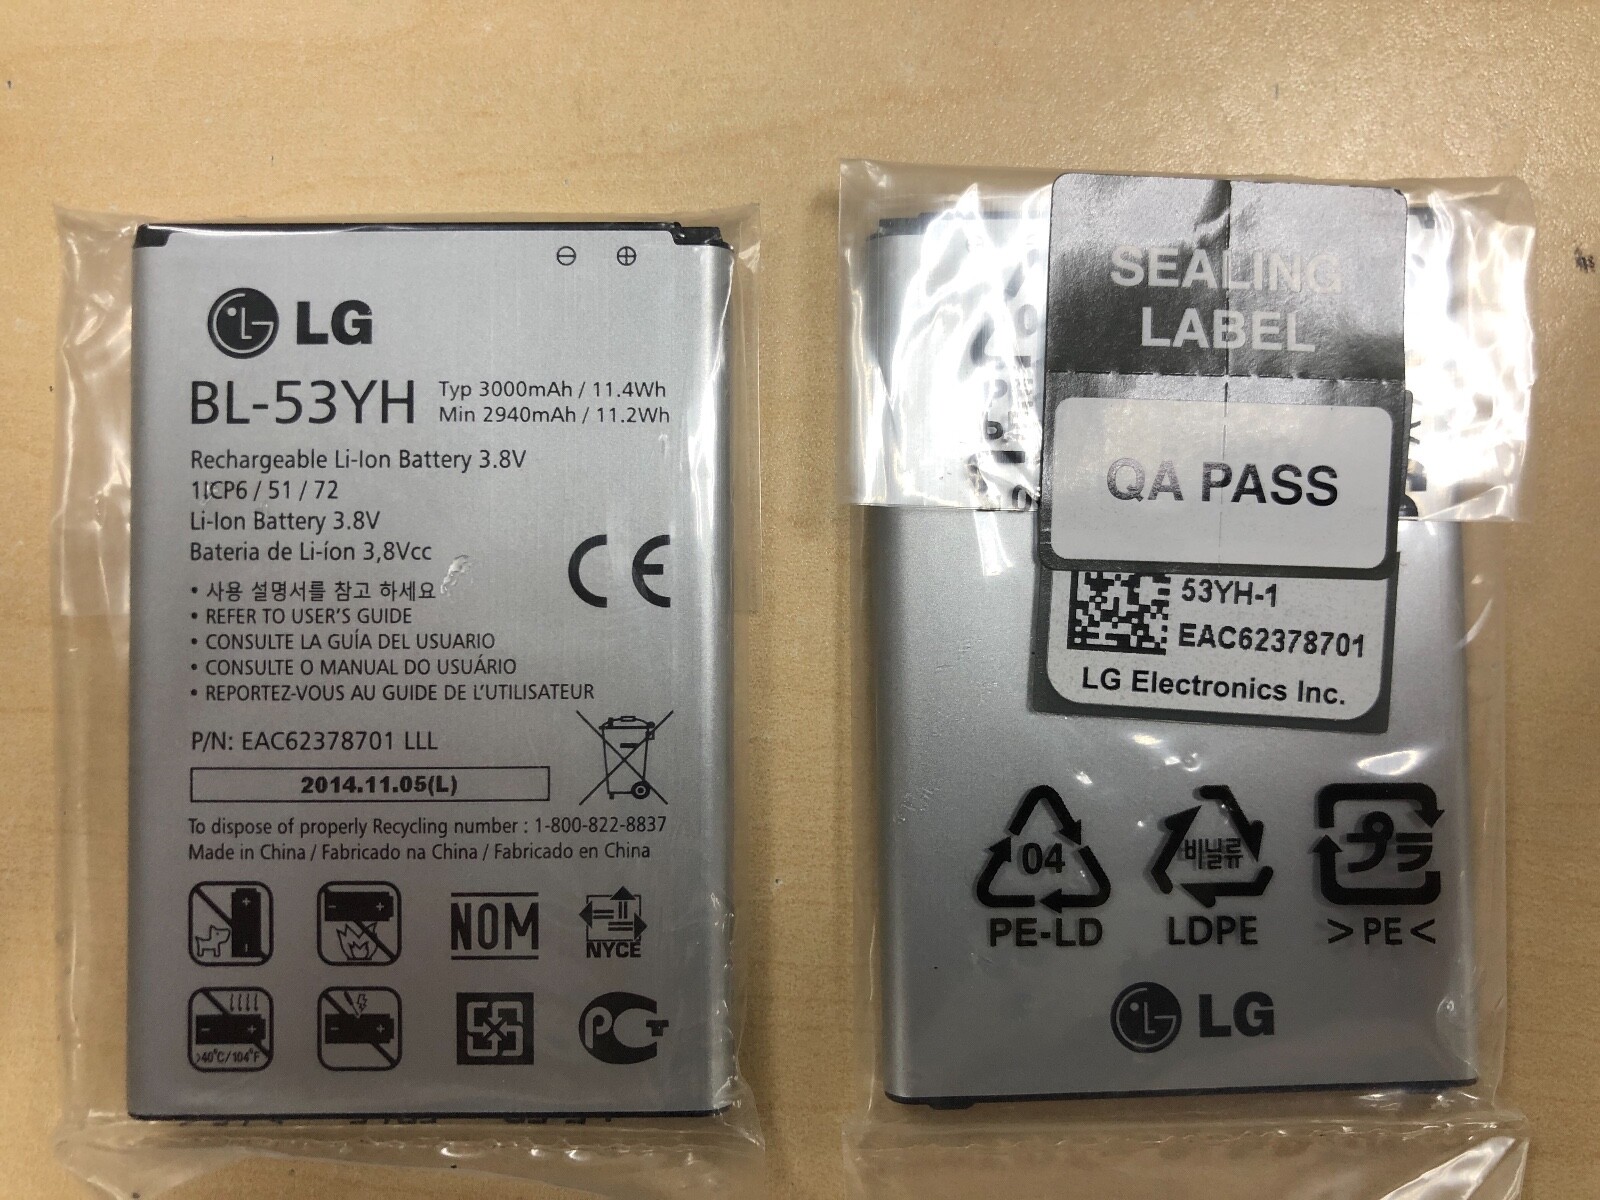 LG
BL-53YH
Typ 3000mAh / 11.4Wh
Min 2940mAh / 11.2Wh
Rechargeable Li-Ion Battery 3.8V
1ICP6 / 51 / 72
Li-Ion Battery 3.8V
Bateria de Li-íon 3,8Vcc
CE
• 사용 설명서를 참고 하세요
• REFER TO USER'S GUIDE
• CONSULTE LA GUÍA DEL USUARIO
• CONSULTE O MANUAL DO USUÁRIO
• REPORTEZ-VOUS AU GUIDE DE L'UTILISATEUR
P/N: EAC62378701 LLL
2014.11.05(L)
To dispose of properly Recycling number : 1-800-822-8837
Made in China / Fabricado na China / Fabricado en China
NOM
NYCE
>40°C/104°F
PCT
SEALING
LABEL
QA PASS
53YH-1
EAC62378701
LG Electronics Inc.
04
PE-LD
비닐류
LDPE
プラ
>PE<
LG